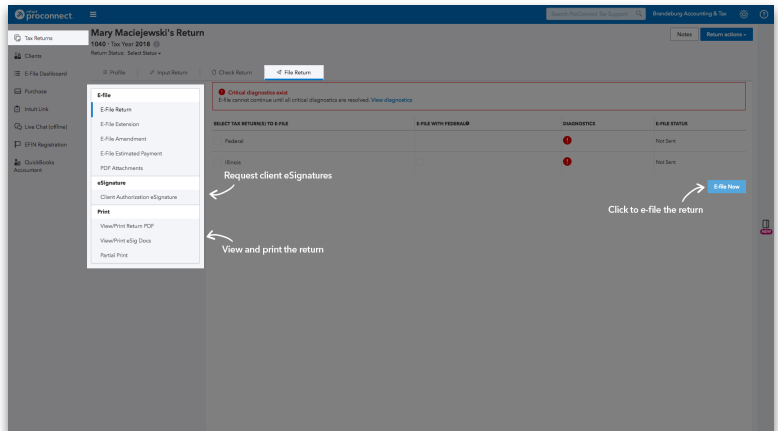 intuit
proconnect.
Search ProConnect Tax Support
Brandeburg Accounting & Tax
Tax Returns
Clients
E-File Dashboard
Purchase
Intuit Link
Live Chat (offline)
EFIN Registration
QuickBooks
Accountant
Mary Maciejewski's Return
1040 · Tax Year 2018
Return Status: Select Status
Notes
Return actions
Profile
Input Return
Check Return
File Return
E-file
E-File Return
E-File Extension
E-File Amendment
E-File Estimated Payment
PDF Attachments
eSignature
Client Authorization eSignature
Print
View/Print Return PDF
View/Print eSig Docs
Partial Print
Critical diagnostics exist
E-file cannot continue until all critical diagnostics are resolved. View diagnostics
SELECT TAX RETURN(S) TO E-FILE
E-FILE WITH FEDERAL
DIAGNOSTICS
E-FILE STATUS
Federal
Not Sent
Illinois
Not Sent
E-file Now
Request client eSignatures
Click to e-file the return
View and print the return
NEW